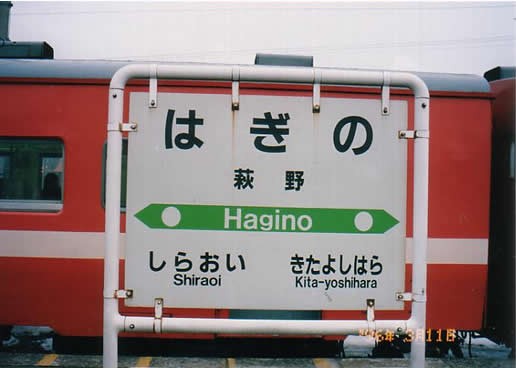 はぎの
萩野
Hagino
しらおい きたよしはら
Shiraoi Kita-yoshihara